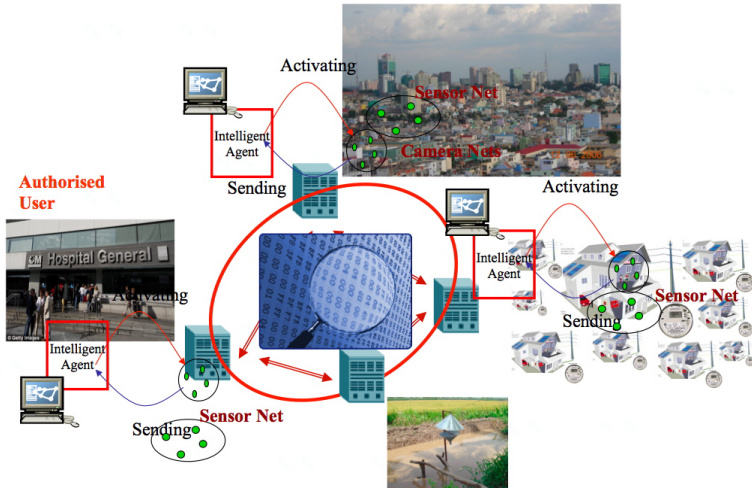 Activating
Sensor Net
Intelligent
Agent
Camera Nets
Sending
Authorised
User
Activating
Intelligent
Agent
Hospital General
Activating
Sensor Net
Sending
Intelligent
Agent
© Getty Images
Sensor Net
Sending